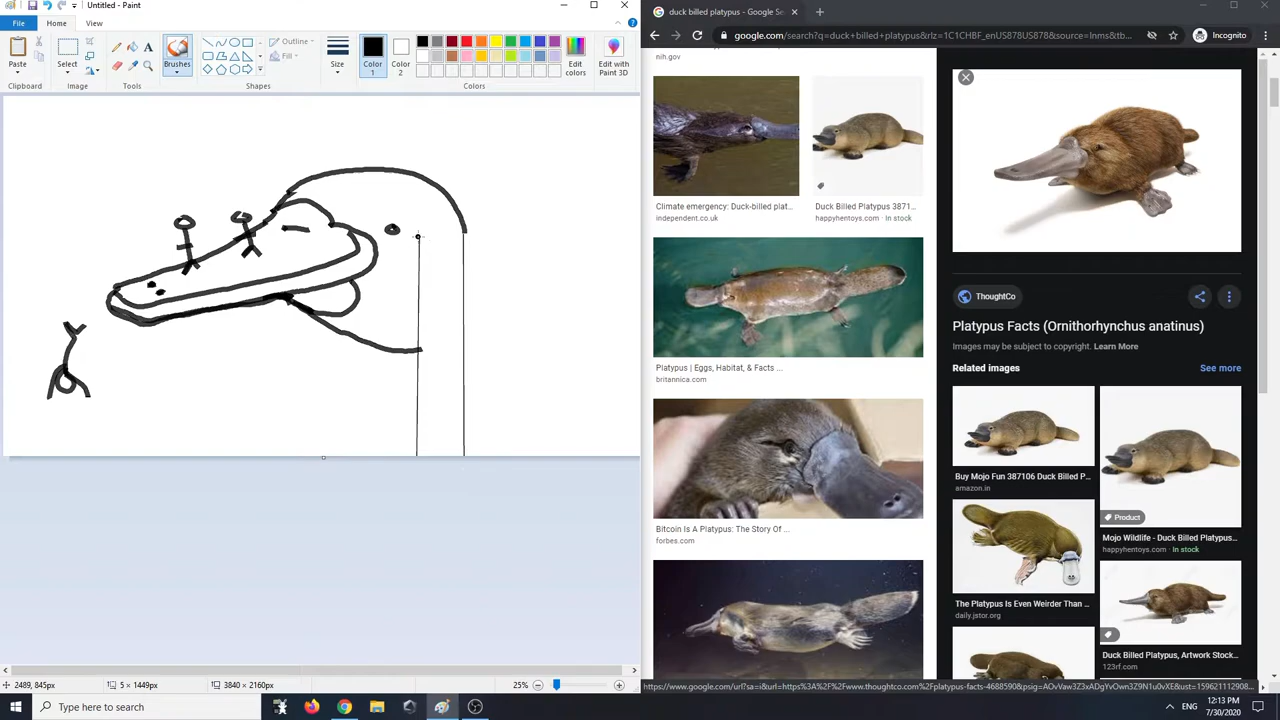 Untitled - Paint
File
Home
View
Paste
Clipboard
Select
Image
Tools
Brushes
Outline
Fill
Shapes
Size
Color 1
Color 2
Colors
Edit colors
Edit with Paint 3D
2489, 845px
5 × 1449px
3840 × 2160px
25%
duck billed platypus - Google Se
google.com/search?q=duck+billed+platypus&rlz=1C1CHBF_enUS878US878&source=lnms&tb...
Incognito
nih.gov
Climate emergency: Duck-billed plat...
independent.co.uk
Duck Billed Platypus 3871...
happyhentoys.com · In stock
Platypus | Eggs, Habitat, & Facts ...
britannica.com
Bitcoin Is A Platypus: The Story Of ...
forbes.com
ThoughtCo
Platypus Facts (Ornithorhynchus anatinus)
Images may be subject to copyright. Learn More
Related images
See more
Buy Mojo Fun 387106 Duck Billed P...
amazon.in
Product
Mojo Wildlife - Duck Billed Platypus...
happyhentoys.com · In stock
The Platypus Is Even Weirder Than ...
daily.jstor.org
Duck Billed Platypus, Artwork Stock...
123rf.com
Type here to search
ENG
12:13 PM
7/30/2020